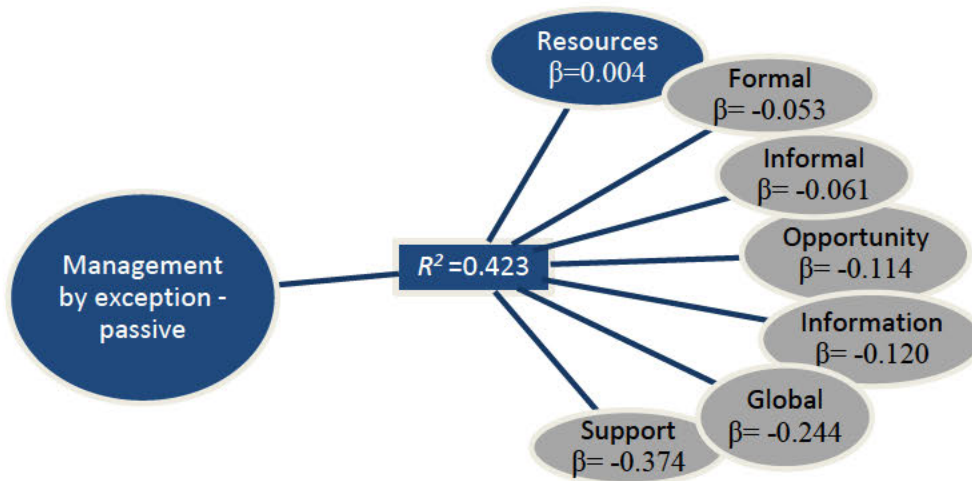 Resources
β=0.004
Formal
β= -0.053
Informal
β= -0.061
Opportunity
β= -0.114
Information
β= -0.120
Global
β= -0.244
Support
β= -0.374
R² =0.423
Management
by exception -
passive